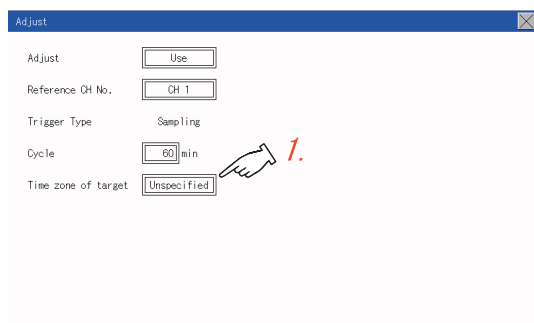 Adjust
Adjust Use
Reference CH No. CH 1
Trigger Type Sampling
Cycle 60 min
1.
Time zone of target Unspecified